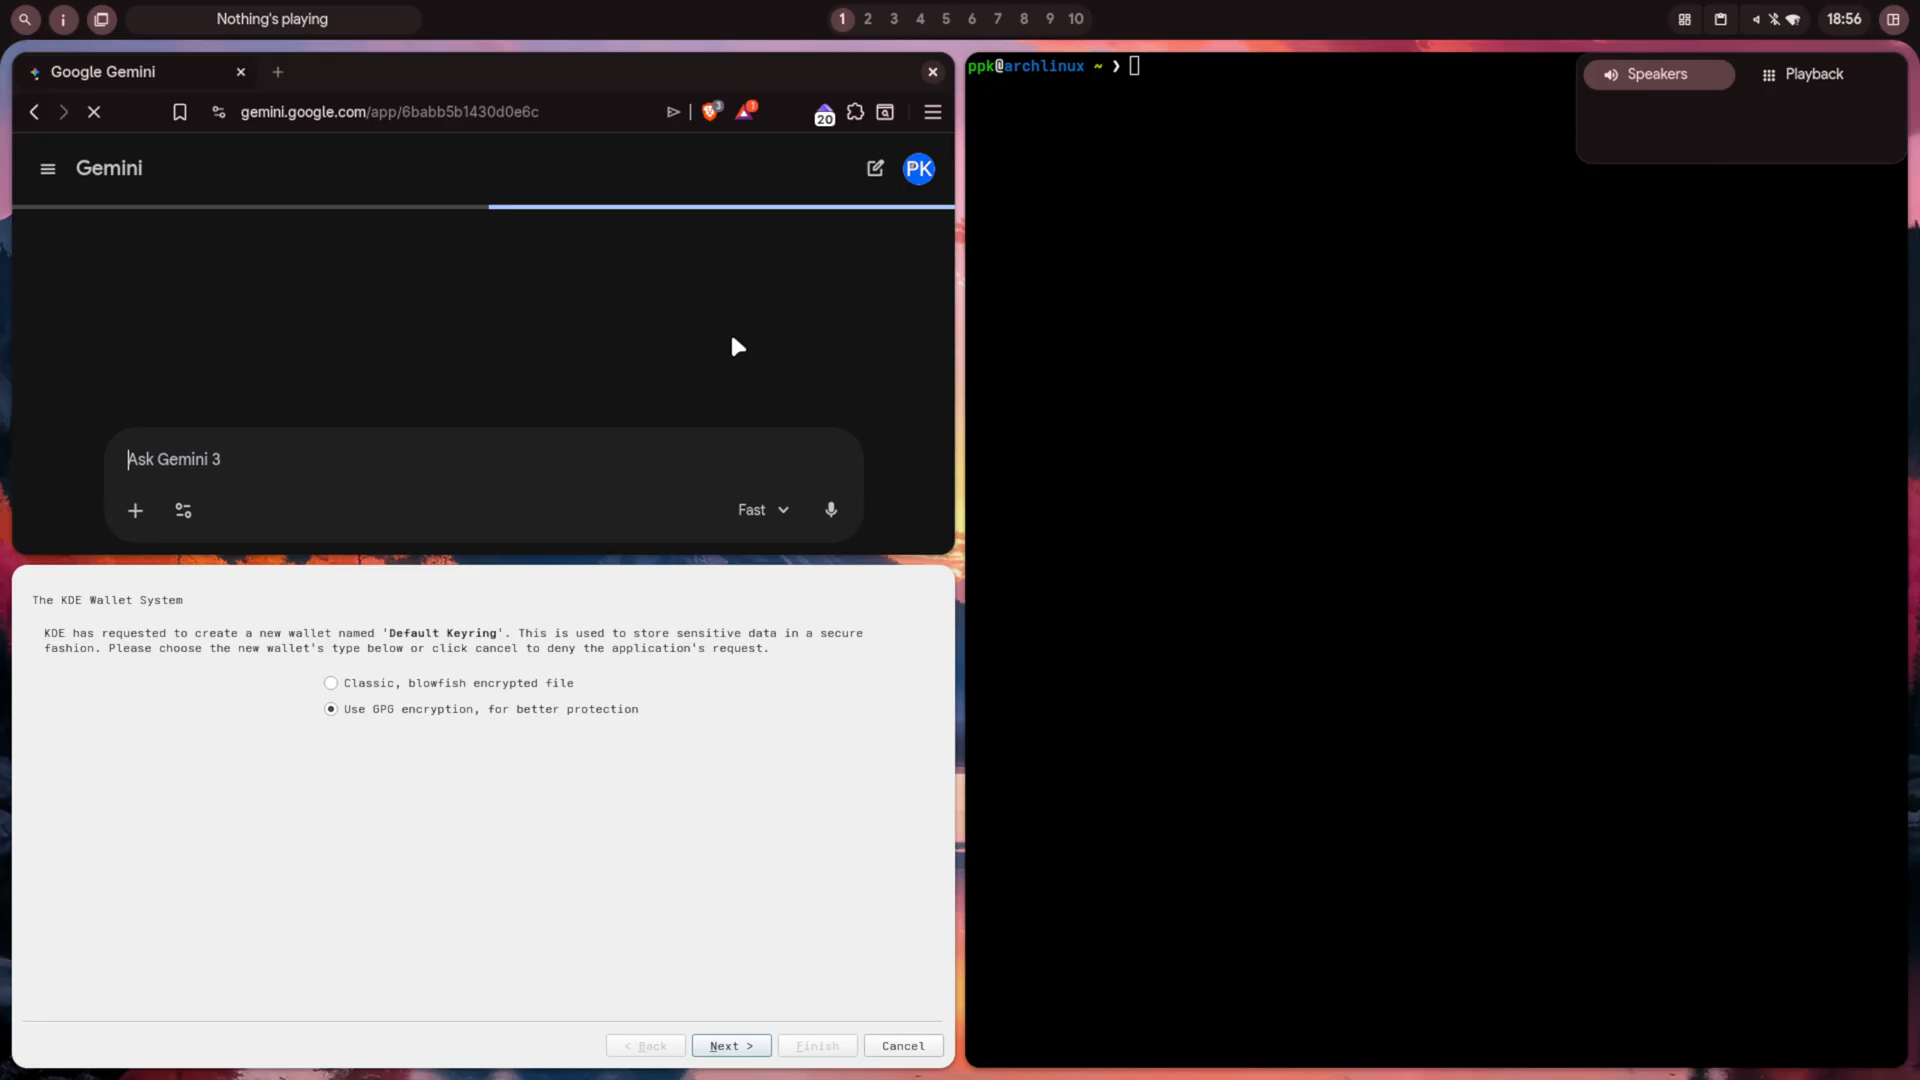 Nothing's playing
1 2 3 4 5 6 7 8 9 10
18:56
Google Gemini
gemini.google.com/app/6babb5b1430d0e6c
3
1
20
Gemini
PK
Ask Gemini 3
Fast
The KDE Wallet System
KDE has requested to create a new wallet named 'Default Keyring'. This is used to store sensitive data in a secure
fashion. Please choose the new wallet's type below or click cancel to deny the application's request.
Classic, blowfish encrypted file
Use GPG encryption, for better protection
< Back
Next >
Finish
Cancel
ppk@archlinux ~ ❯
Speakers
Playback